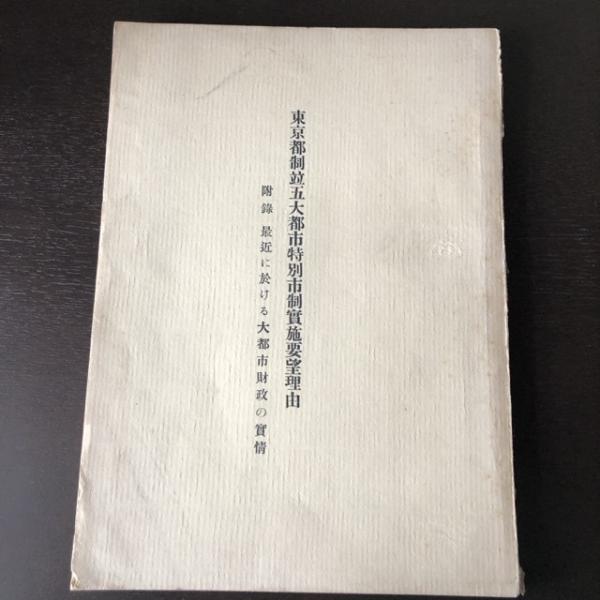 東京都制竝五大都市特別市制實施要望理由
附錄 最近に於ける大都市財政の實情